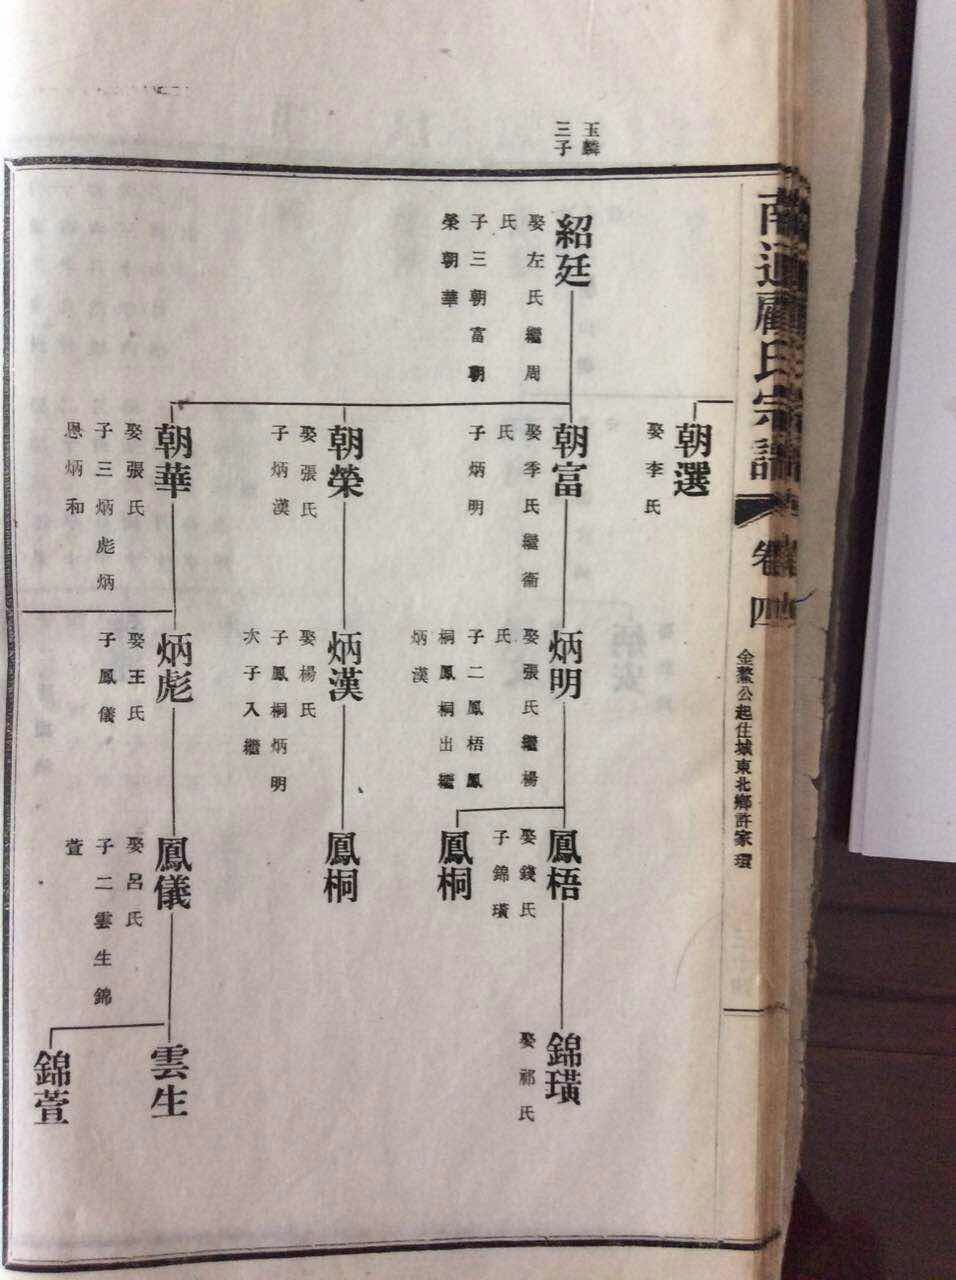 南通顧氏宗譜
卷四
金鰲公起住城東北鄉許家環
玉麟
三子
紹廷
娶左氏繼周
氏
子三朝富朝
榮朝華
朝選
娶李氏
朝富
娶季氏繼衞
氏
子炳明
朝榮
娶張氏
子炳漢
朝華
娶張氏
子三炳彪炳
恩炳和
炳明
娶張氏繼楊
氏
子二鳳梧鳳
桐鳳桐出繼
炳漢
炳漢
娶楊氏
子鳳桐炳明
次子入繼
炳彪
娶王氏
子鳳儀
鳳梧
娶錢氏
子錦璜
鳳桐
鳳桐
鳳儀
娶呂氏
子二雲生錦
萱
錦璜
娶祁氏
雲生
錦萱